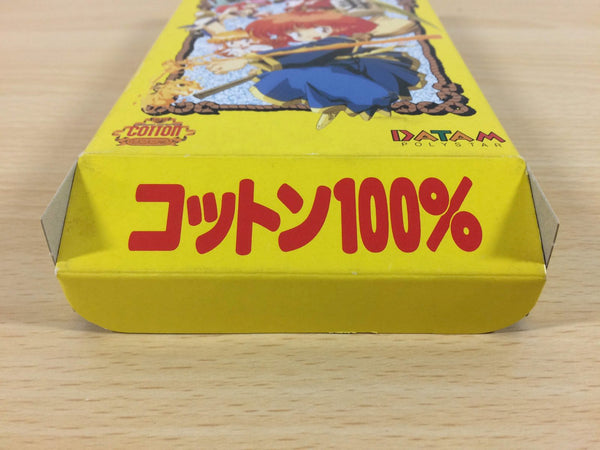 COTTON
DATAM
POLYSTAR
コットン100%